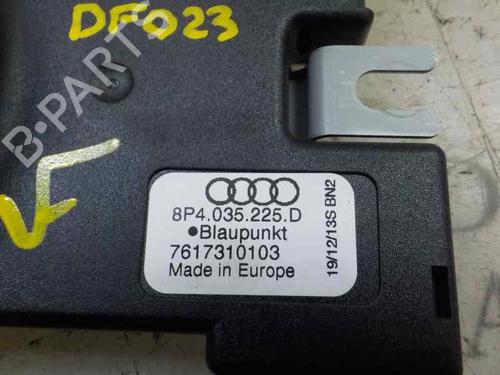 DF023
B-PARTS
8P4.035.225.D
•Blaupunkt
7617310103
Made in Europe
19/12/13S BN2